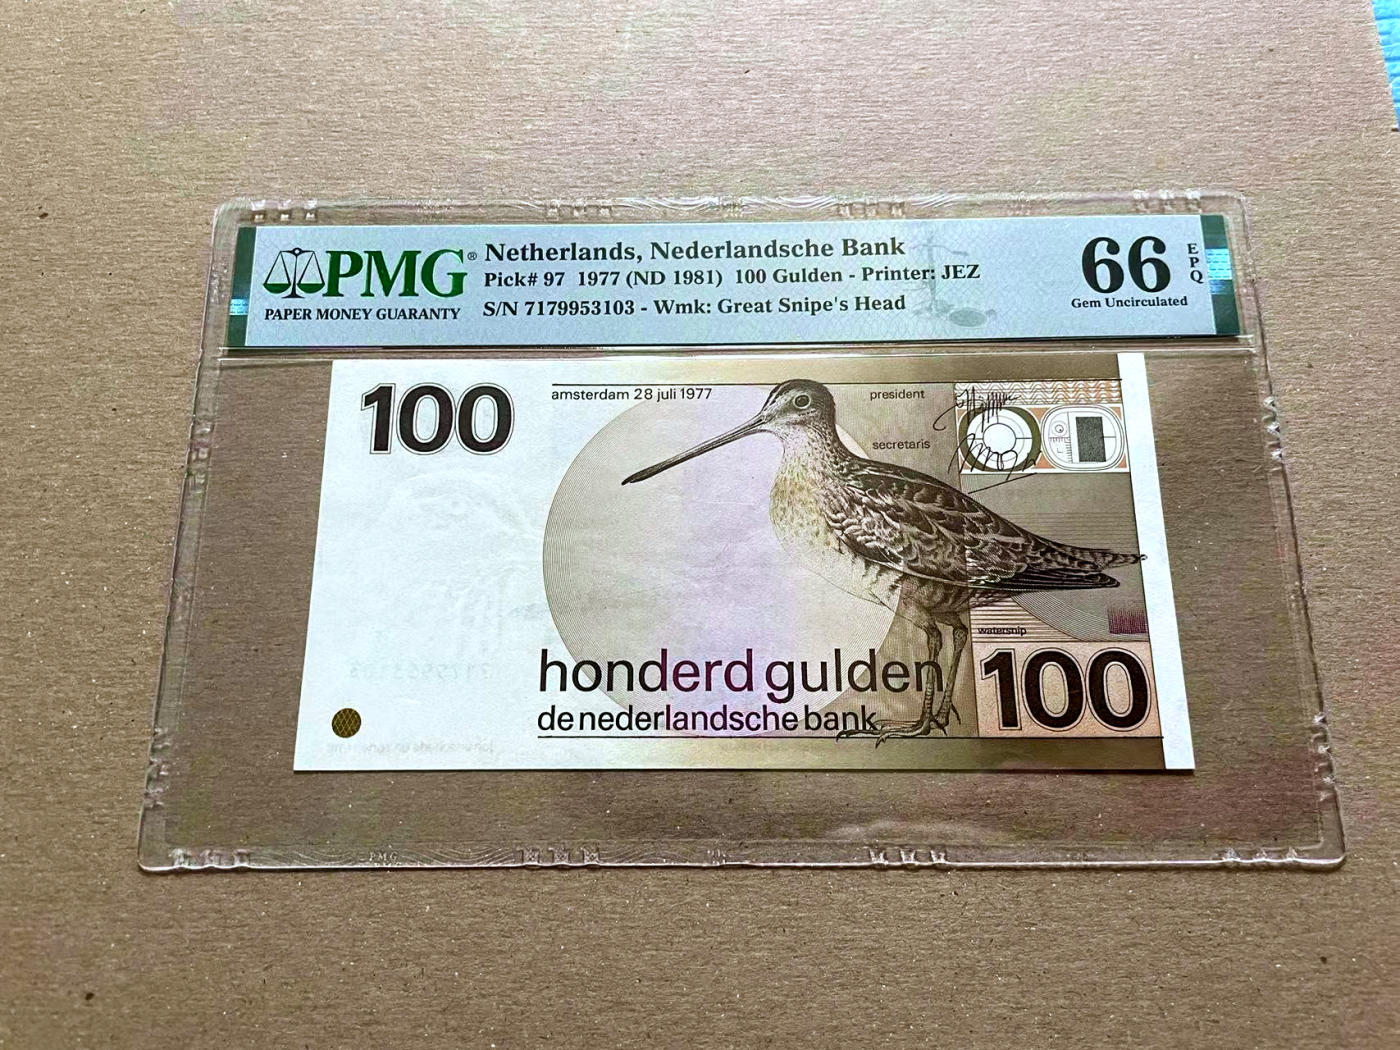 PMG®
PAPER MONEY GUARANTY
Netherlands, Nederlandsche Bank
Pick# 97 1977 (ND 1981) 100 Gulden - Printer: JEZ
S/N 7179953103 - Wmk: Great Snipe's Head
66
EPQ
Gem Uncirculated
100
amsterdam 28 juli 1977
president
secretaris
watersnip
honderd gulden
de nederlandsche bank
100
PMG